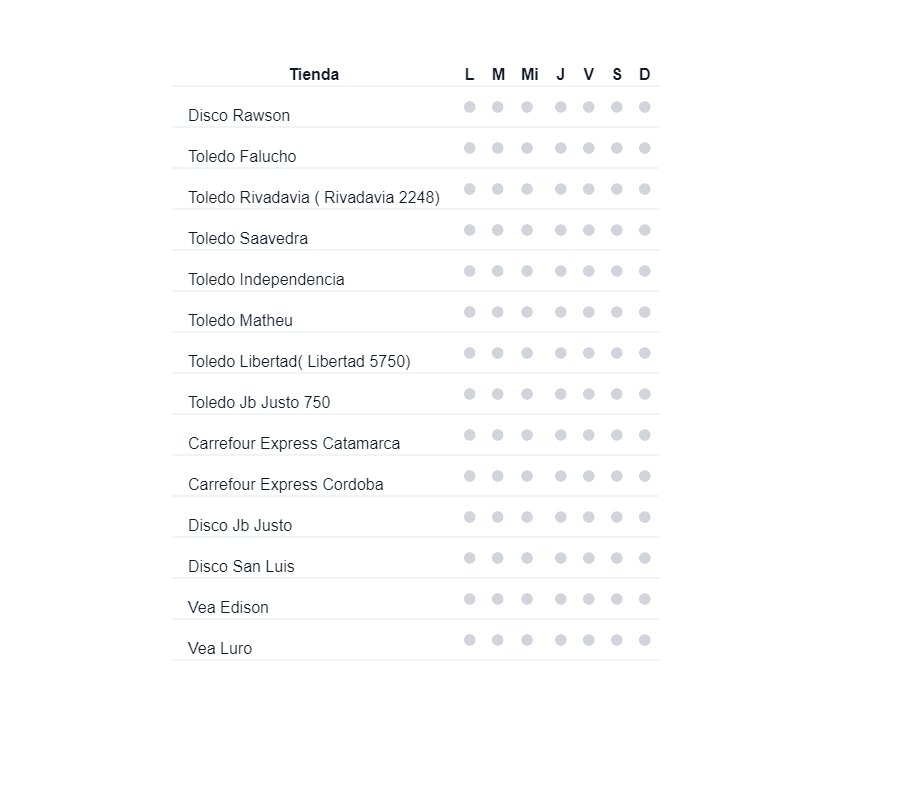 Tienda L M Mi J V S D
Disco Rawson
Toledo Falucho
Toledo Rivadavia ( Rivadavia 2248)
Toledo Saavedra
Toledo Independencia
Toledo Matheu
Toledo Libertad( Libertad 5750)
Toledo Jb Justo 750
Carrefour Express Catamarca
Carrefour Express Cordoba
Disco Jb Justo
Disco San Luis
Vea Edison
Vea Luro